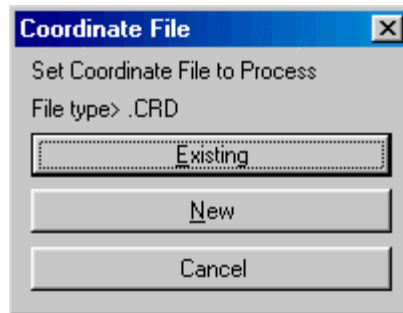 Coordinate File
Set Coordinate File to Process
File type> .CRD
Existing
New
Cancel